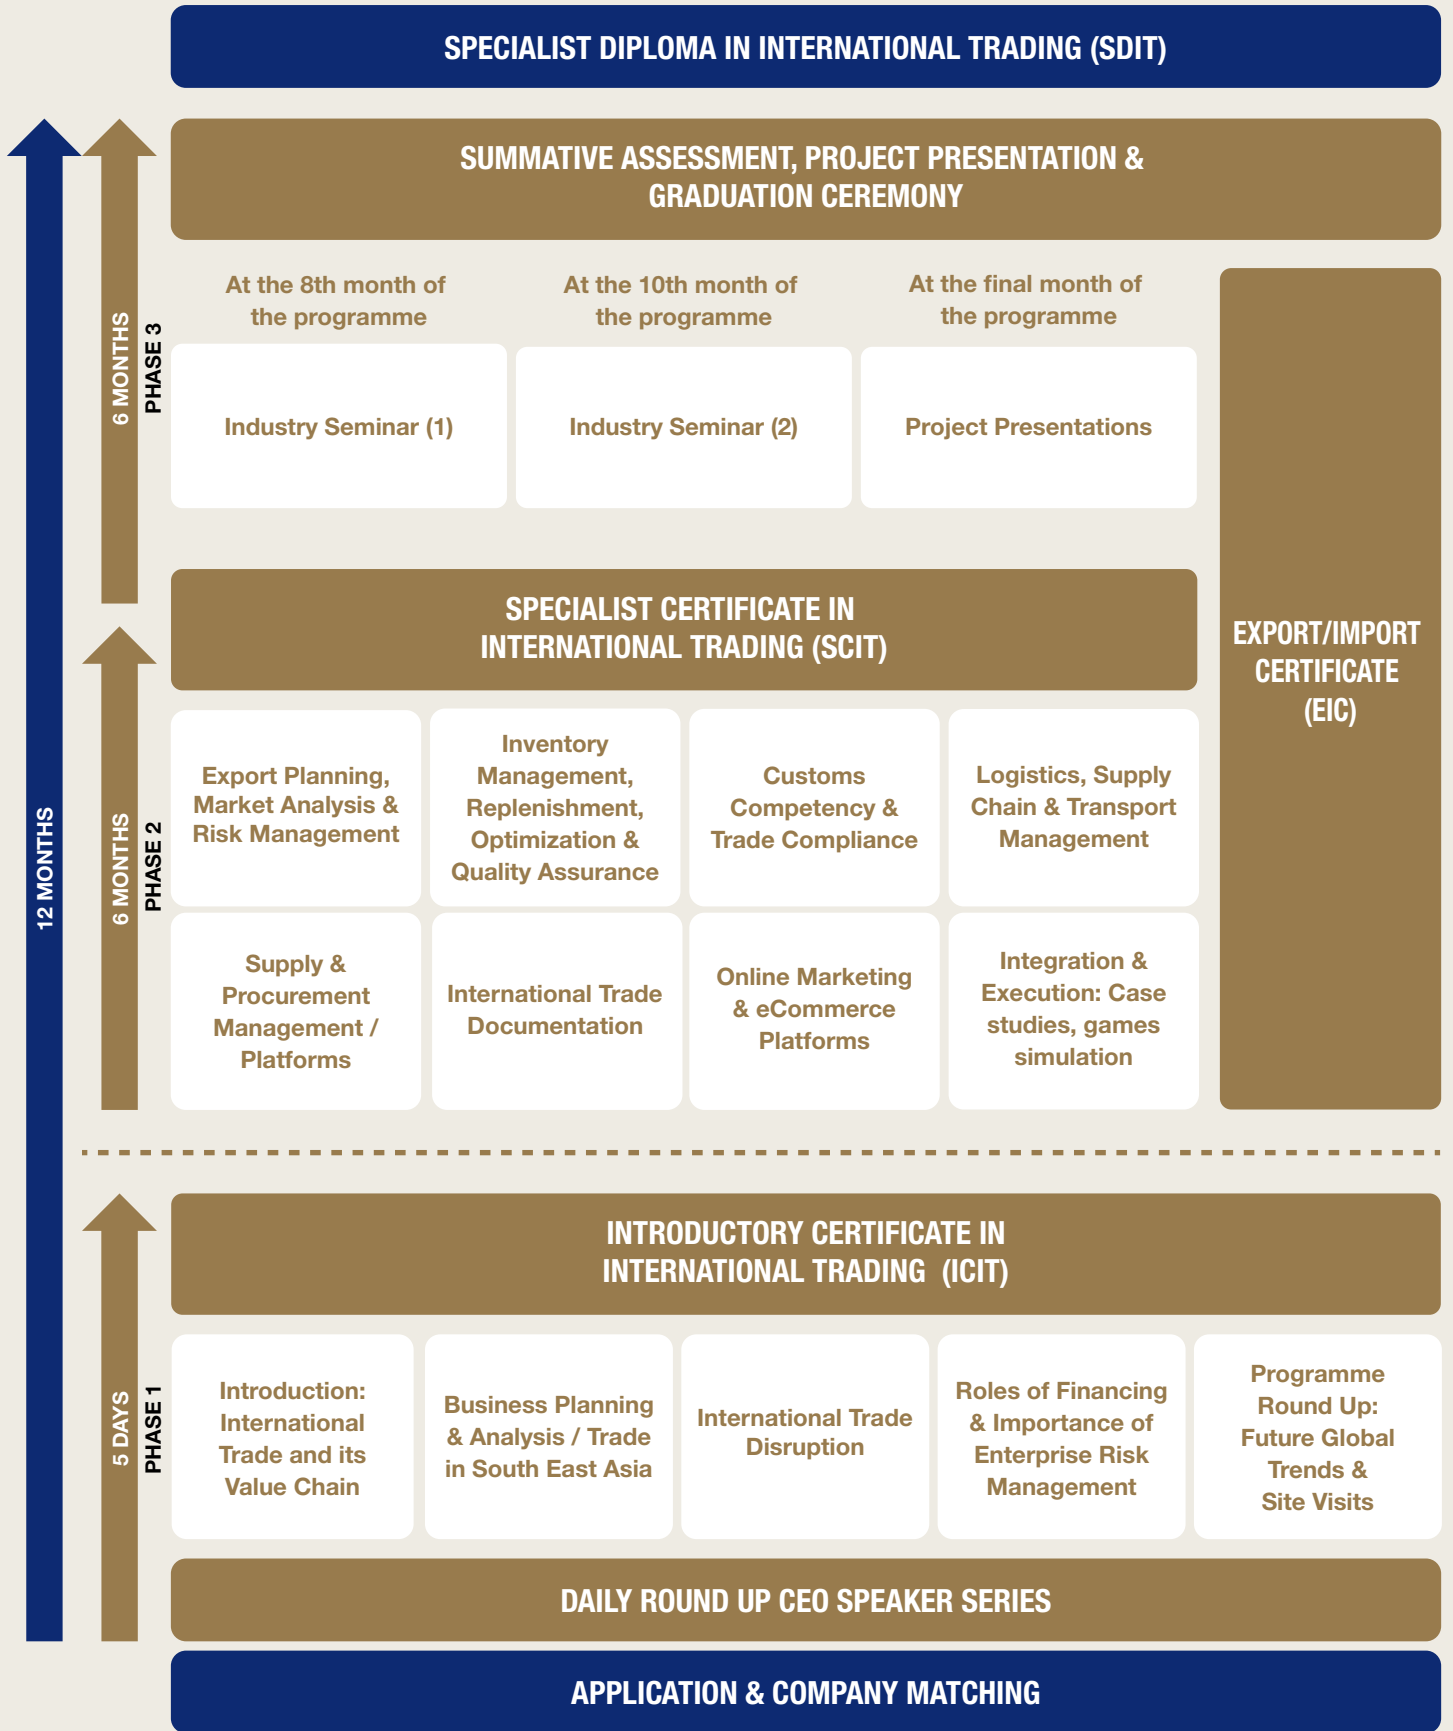 SPECIALIST DIPLOMA IN INTERNATIONAL TRADING (SDIT)
SUMMATIVE ASSESSMENT, PROJECT PRESENTATION &
GRADUATION CEREMONY
12 MONTHS
6 MONTHS
PHASE 3
At the 8th month of
the programme
At the 10th month of
the programme
At the final month of
the programme
Industry Seminar (1)
Industry Seminar (2)
Project Presentations
EXPORT/IMPORT
CERTIFICATE
(EIC)
SPECIALIST CERTIFICATE IN
INTERNATIONAL TRADING (SCIT)
6 MONTHS
PHASE 2
Export Planning,
Market Analysis &
Risk Management
Inventory
Management,
Replenishment,
Optimization &
Quality Assurance
Customs
Competency &
Trade Compliance
Logistics, Supply
Chain & Transport
Management
Supply &
Procurement
Management /
Platforms
International Trade
Documentation
Online Marketing
& eCommerce
Platforms
Integration &
Execution: Case
studies, games
simulation
INTRODUCTORY CERTIFICATE IN
INTERNATIONAL TRADING (ICIT)
5 DAYS
PHASE 1
Introduction:
International
Trade and its
Value Chain
Business Planning
& Analysis / Trade
in South East Asia
International Trade
Disruption
Roles of Financing
& Importance of
Enterprise Risk
Management
Programme
Round Up:
Future Global
Trends &
Site Visits
DAILY ROUND UP CEO SPEAKER SERIES
APPLICATION & COMPANY MATCHING